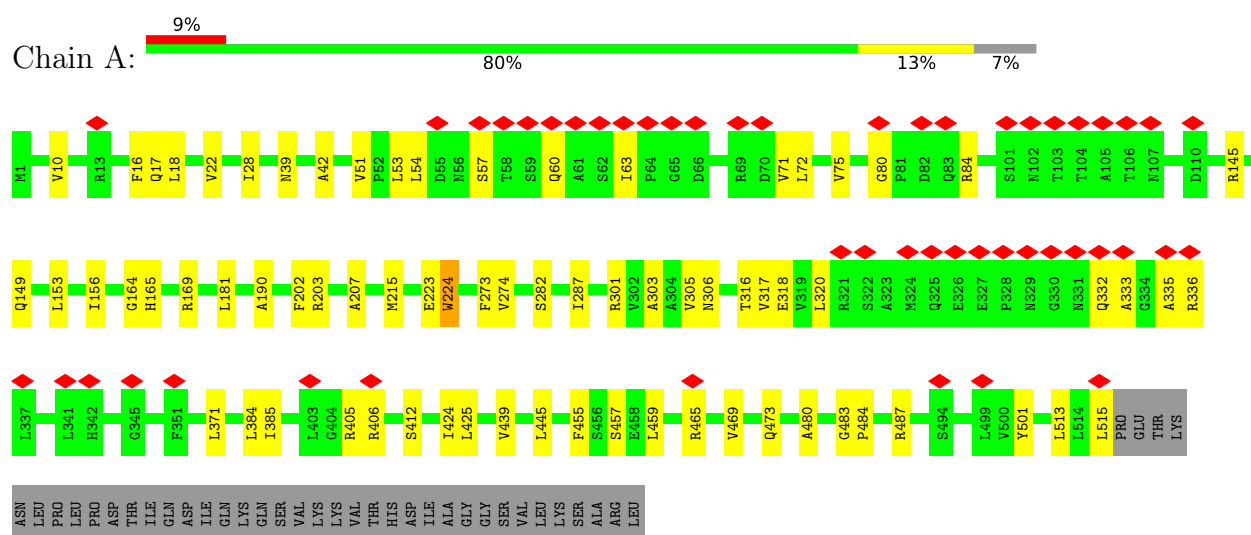 9%
Chain A:
80% 13% 7%
M1 V10 R13 F16 Q17 L18 V22 I28 N39 A42 V51 P52 L53 L54 D55 N56 S57 T58 S59 Q60 A61 S62 I63 P64 G65 D66 R69 D70 V71 L72 V75 G80 P81 D82 Q83 R84 S101 N102 T103 T104 A105 T106 N107 D110 R145
Q149 L153 I156 G164 H165 R169 L181 A190 F202 R203 A207 M215 E223 W224 F273 V274 S282 I287 R301 V302 A303 A304 V305 N306 T316 V317 E318 V319 L320 R321 S322 A323 M324 Q325 E326 E327 P328 N329 G330 N331 Q332 A333 G334 A335 R336
L337 L341 H342 G345 F351 L371 L384 I385 L403 G404 R405 R406 S412 I424 L425 V439 L445 F455 S456 S457 E458 L459 R465 V469 Q473 A480 G483 P484 R487 S494 L499 V500 Y501 L513 L514 L515 PRO GLU THR LYS
ASN LEU PRO LEU PRO ASP THR ILE GLN ASP ILE GLN LYS GLN SER VAL LYS LYS VAL THR HIS ASP ILE ALA GLY GLY SER VAL LEU LYS SER ALA ARG LEU